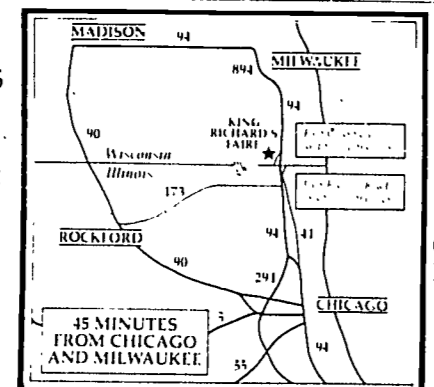 MADISON
94
894
MILWAUKEE
94
KING
RICHARD'S
FAIRE
90
Wisconsin
Illinois
173
ROCKFORD
94
41
90
294
CHICAGO
45 MINUTES
FROM CHICAGO
AND MILWAUKEE
55
94